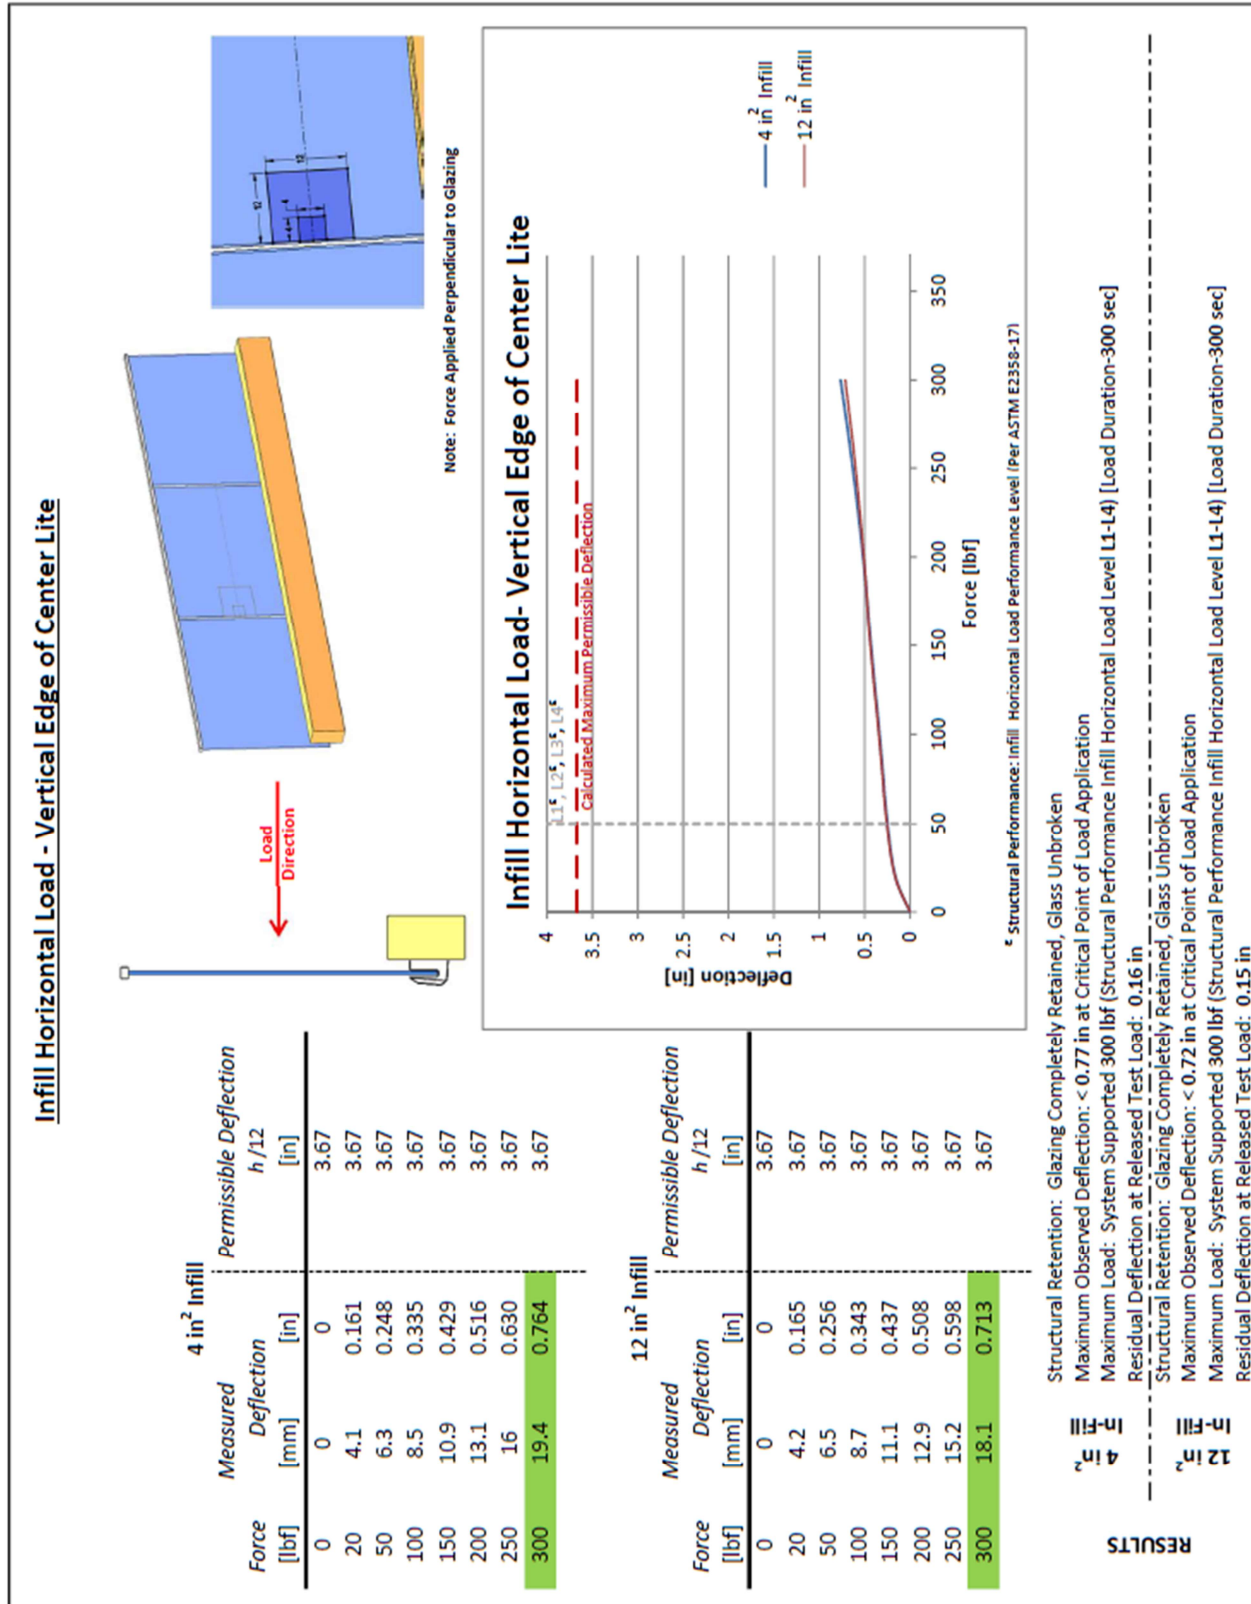 Infill Horizontal Load - Vertical Edge of Center Lite
4 in² Infill
Force Measured Deflection Permissible Deflection h/12
[lbf] [mm] [in] [in]
0 0 0 3.67
20 4.1 0.161 3.67
50 6.3 0.248 3.67
100 8.5 0.335 3.67
150 10.9 0.429 3.67
200 13.1 0.516 3.67
250 16 0.630 3.67
300 19.4 0.764 3.67
12 in² Infill
Force Measured Deflection Permissible Deflection h/12
[lbf] [mm] [in] [in]
0 0 0 3.67
20 4.2 0.165 3.67
50 6.5 0.256 3.67
100 8.7 0.343 3.67
150 11.1 0.437 3.67
200 12.9 0.508 3.67
250 15.2 0.598 3.67
300 18.1 0.713 3.67
Load
Direction
12
12
4
4
Note: Force Applied Perpendicular to Glazing
Infill Horizontal Load- Vertical Edge of Center Lite
Deflection [in]
4
3.5
3
2.5
2
1.5
1
0.5
0
L1ᵋ, L2ᵋ, L3ᵋ, L4ᵋ
Calculated Maximum Permissible Deflection
4 in² Infill
12 in² Infill
0 50 100 150 200 250 300 350
Force [lbf]
ᵋ Structural Performance: Infill Horizontal Load Performance Level (Per ASTM E2358-17)
RESULTS
4 in²
In-Fill
Structural Retention: Glazing Completely Retained, Glass Unbroken
Maximum Observed Deflection: < 0.77 in at Critical Point of Load Application
Maximum Load: System Supported 300 lbf (Structural Performance Infill Horizontal Load Level L1-L4) [Load Duration-300 sec]
Residual Deflection at Released Test Load: 0.16 in
12 in²
In-Fill
Structural Retention: Glazing Completely Retained, Glass Unbroken
Maximum Observed Deflection: < 0.72 in at Critical Point of Load Application
Maximum Load: System Supported 300 lbf (Structural Performance Infill Horizontal Load Level L1-L4) [Load Duration-300 sec]
Residual Deflection at Released Test Load: 0.15 in